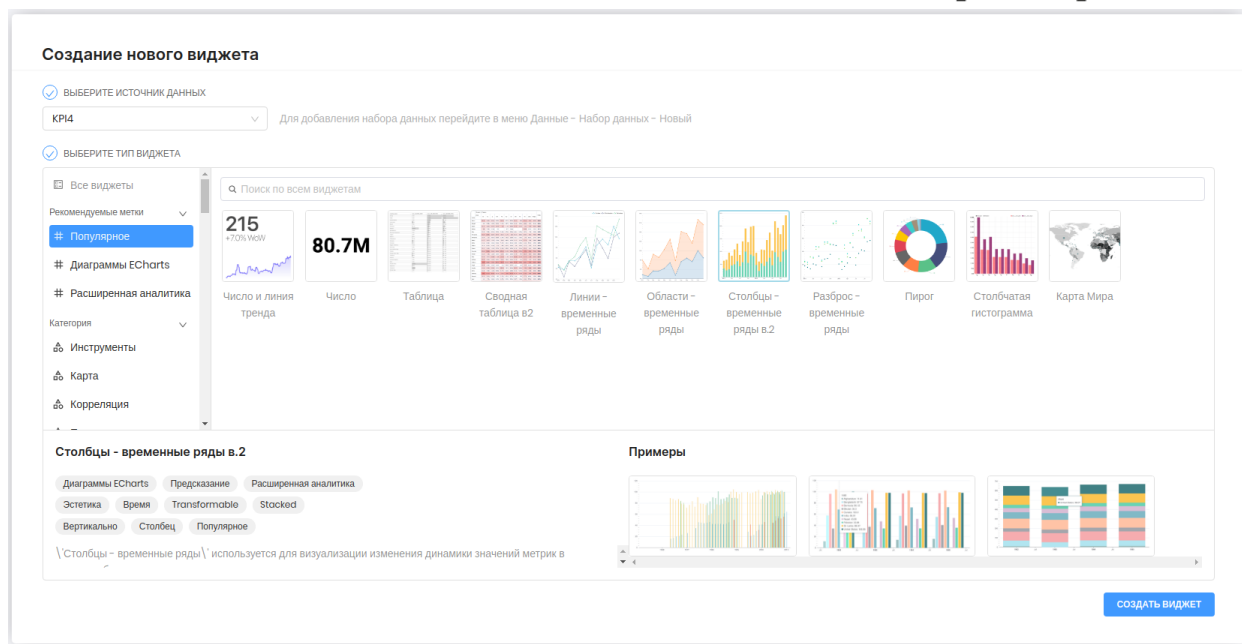 Создание нового виджета
ВЫБЕРИТЕ ИСТОЧНИК ДАННЫХ
KPI4
Для добавления набора данных перейдите в меню Данные - Набор данных - Новый
ВЫБЕРИТЕ ТИП ВИДЖЕТА
Все виджеты
Поиск по всем виджетам
Рекомендуемые метки
# Популярное
# Диаграммы ECharts
# Расширенная аналитика
Категория
Инструменты
Карта
Корреляция
215
+7.0% WoW
80.7M
Число и линия тренда
Число
Таблица
Сводная таблица в2
Линии - временные ряды
Области - временные ряды
Столбцы - временные ряды в.2
Разброс - временные ряды
Пирог
Столбчатая гистограмма
Карта Мира
Столбцы - временные ряды в.2
Диаграммы ECharts Предсказание Расширенная аналитика
Эстетика Время Transformable Stacked
Вертикально Столбец Популярное
\'Столбцы - временные ряды\' используется для визуализации изменения динамики значений метрик в
Примеры
СОЗДАТЬ ВИДЖЕТ